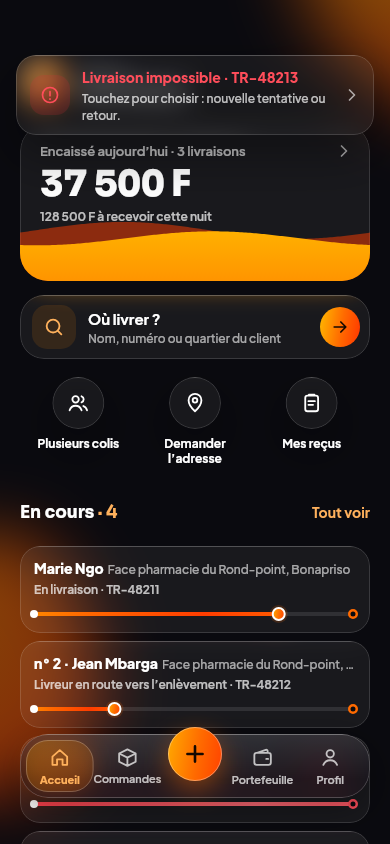 Livraison impossible · TR-48213
Touchez pour choisir : nouvelle tentative ou
retour.
Encaissé aujourd'hui · 3 livraisons
37 500 F
128 500 F à recevoir cette nuit
Où livrer ?
Nom, numéro ou quartier du client
Plusieurs colis
Demander
l'adresse
Mes reçus
En cours · 4
Tout voir
Marie Ngo Face pharmacie du Rond-point, Bonapriso
En livraison · TR-48211
n° 2 · Jean Mbarga Face pharmacie du Rond-point, ...
Livreur en route vers l'enlèvement · TR-48212
Accueil
Commandes
Portefeuille
Profil